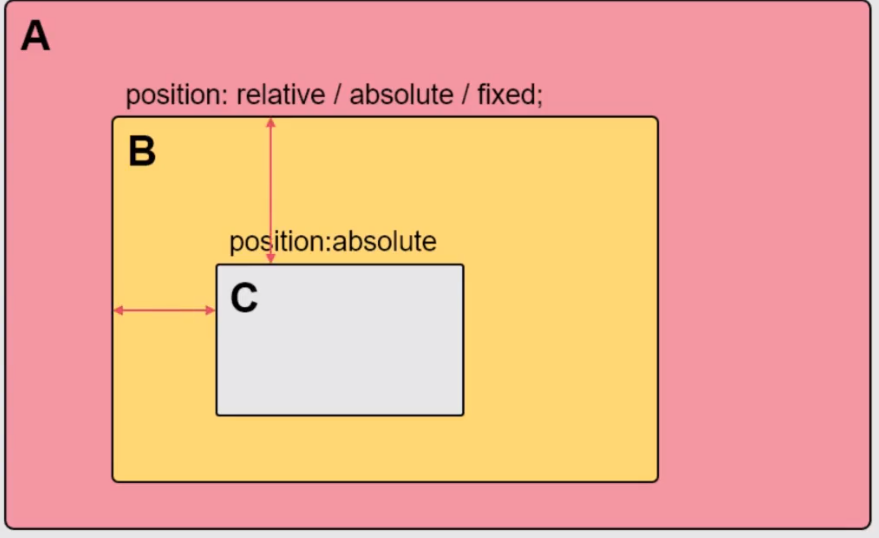 A
position: relative / absolute / fixed;
B
position:absolute
C